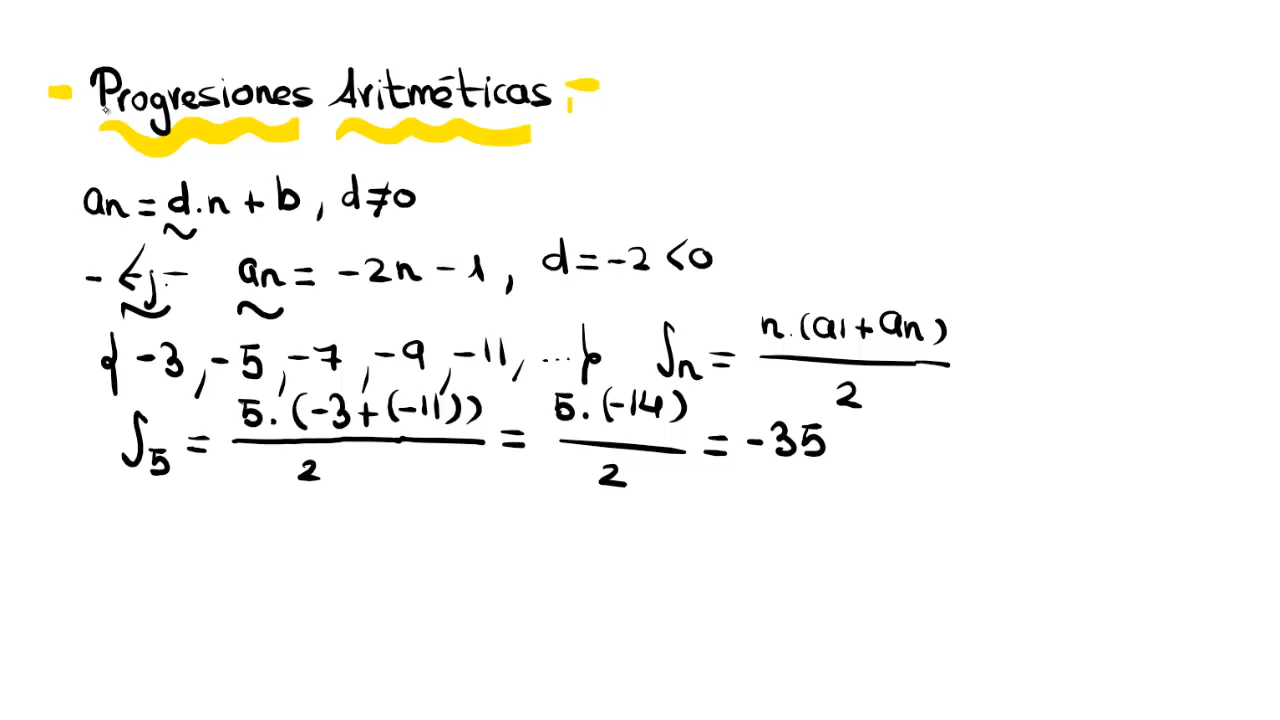 - Progresiones Aritméticas -
an = d.n + b , d≠0
- Ej - an = -2n - 1 , d = -2 < 0
{ -3 , -5 , -7 , -9 , -11 , ... } Sn = n.(a1 + an) / 2
S5 = 5.(-3 + (-11)) / 2 = 5.(-14) / 2 = -35